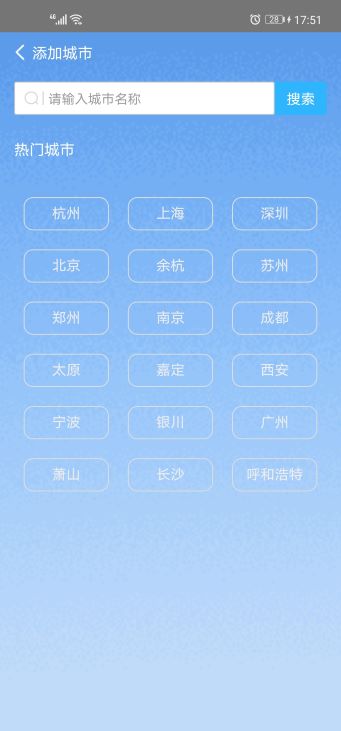 46 28 17:51
添加城市
请输入城市名称 搜索
热门城市
杭州 上海 深圳
北京 余杭 苏州
郑州 南京 成都
太原 嘉定 西安
宁波 银川 广州
萧山 长沙 呼和浩特